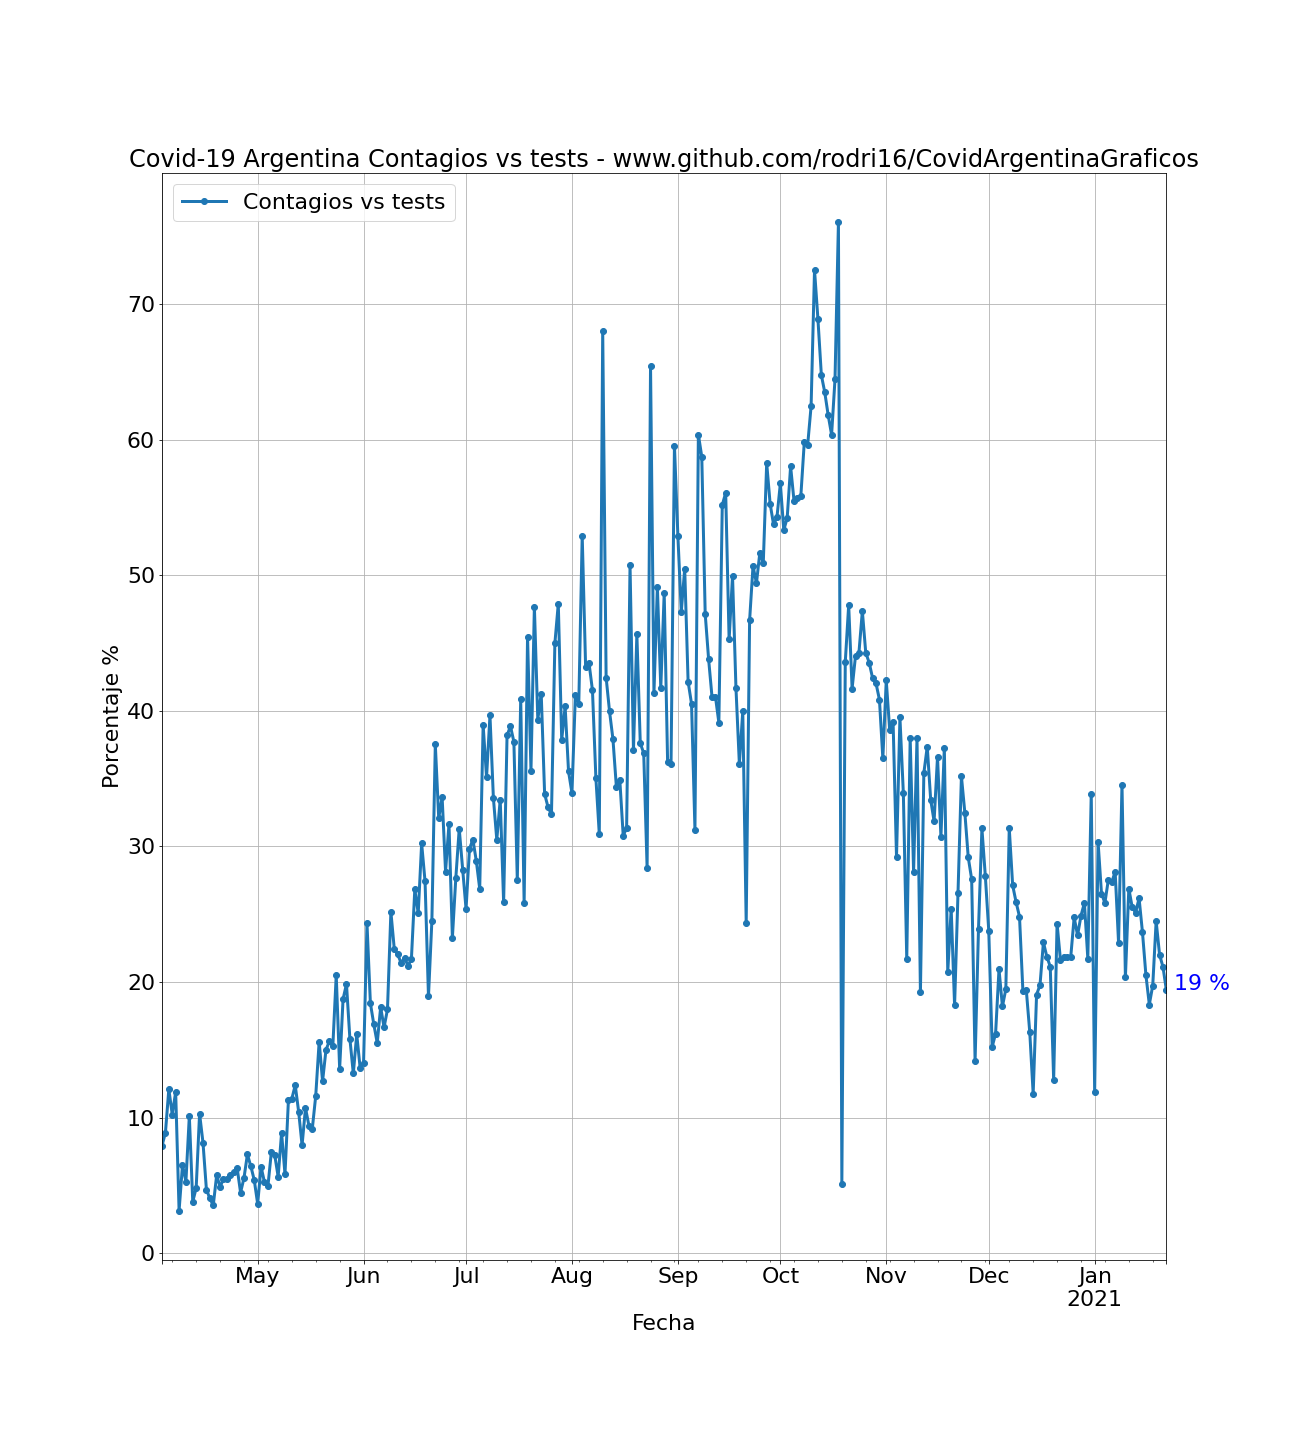 Covid-19 Argentina Contagios vs tests - www.github.com/rodri16/CovidArgentinaGraficos
Contagios vs tests
70
60
50
40
30
20
10
0
Porcentaje %
19 %
May Jun Jul Aug Sep Oct Nov Dec Jan
2021
Fecha